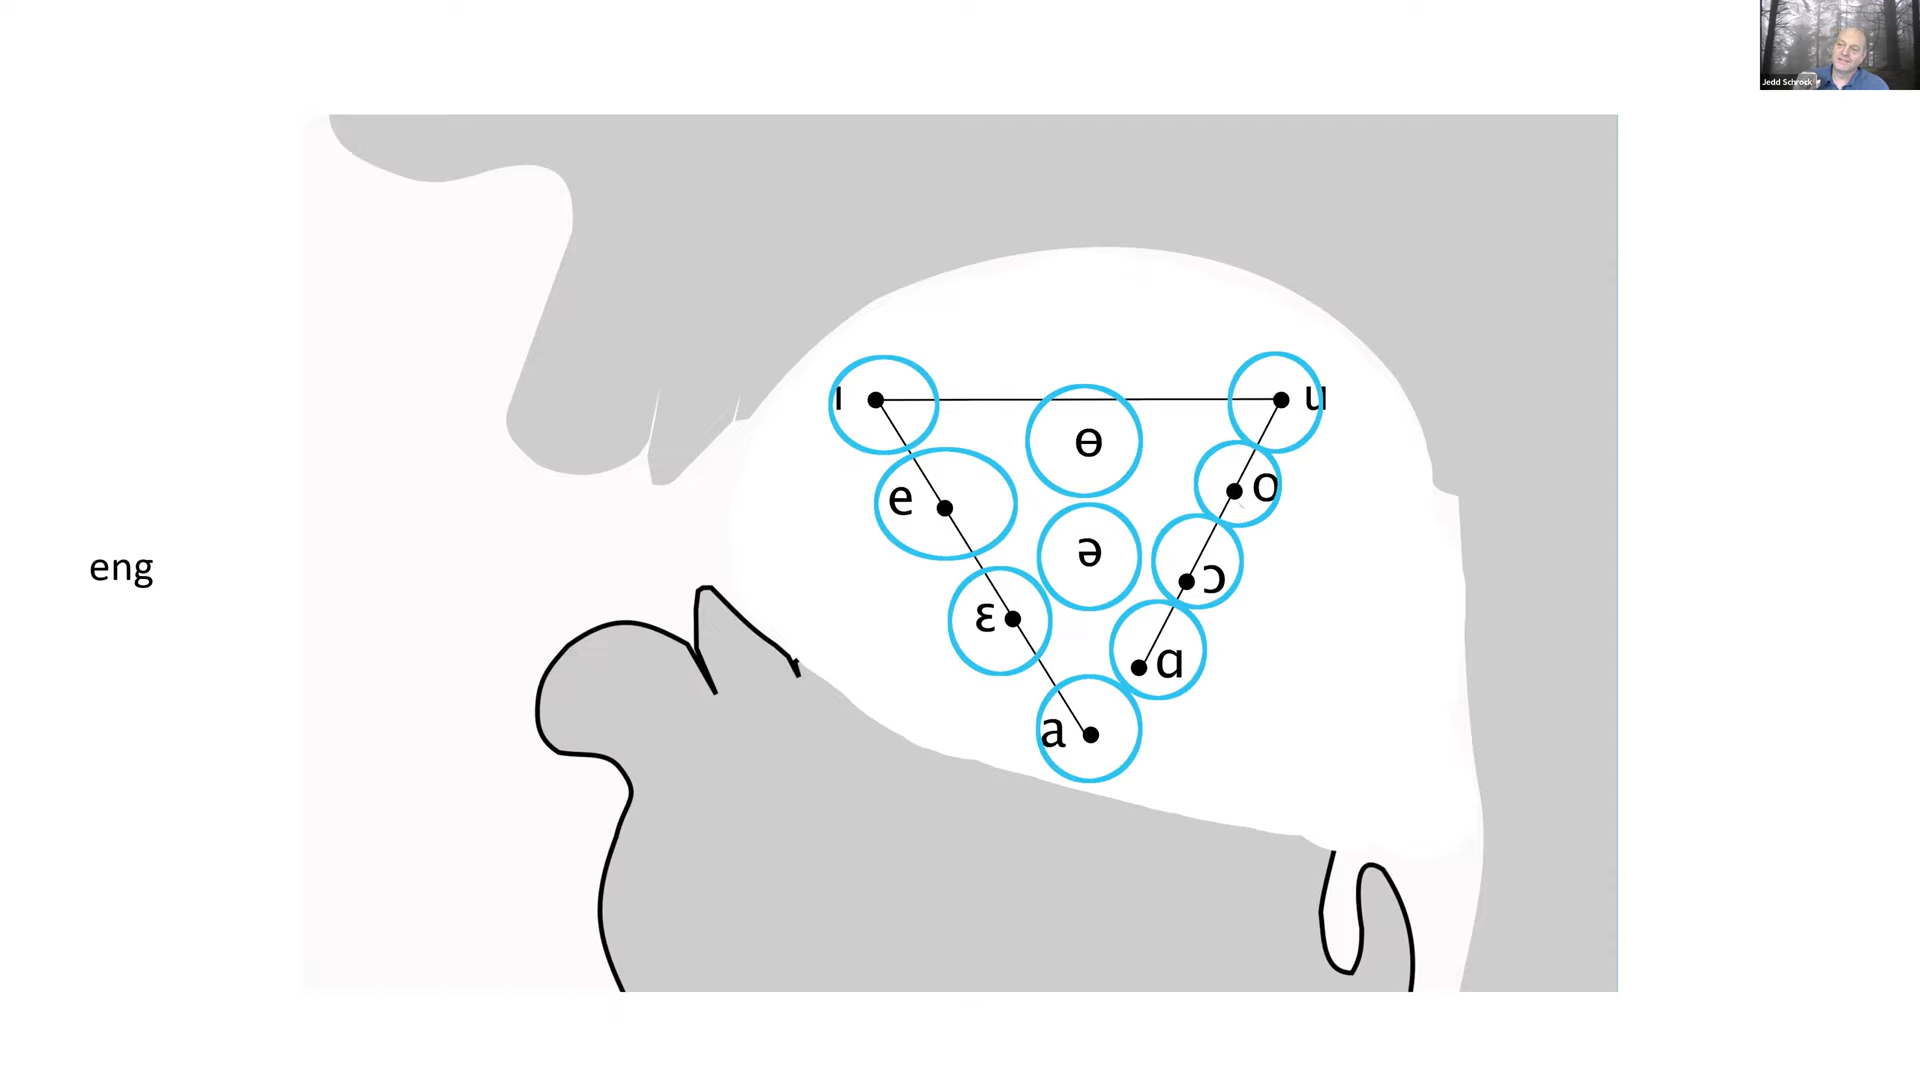 Jedd Schrock
ı
u
ɵ
e
o
ə
eng
ɔ
ɛ
ɑ
a